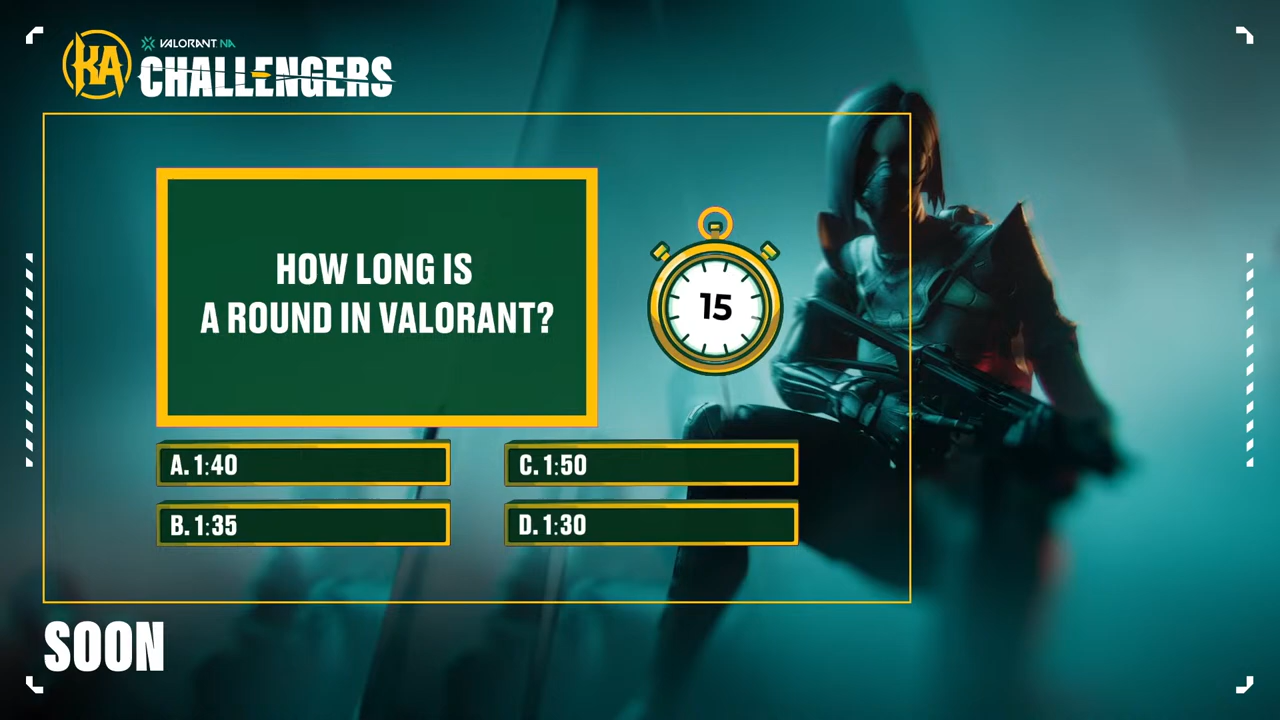 KA
VALORANT NA
CHALLENGERS
HOW LONG IS
A ROUND IN VALORANT?
15
A. 1:40
C. 1:50
B. 1:35
D. 1:30
SOON